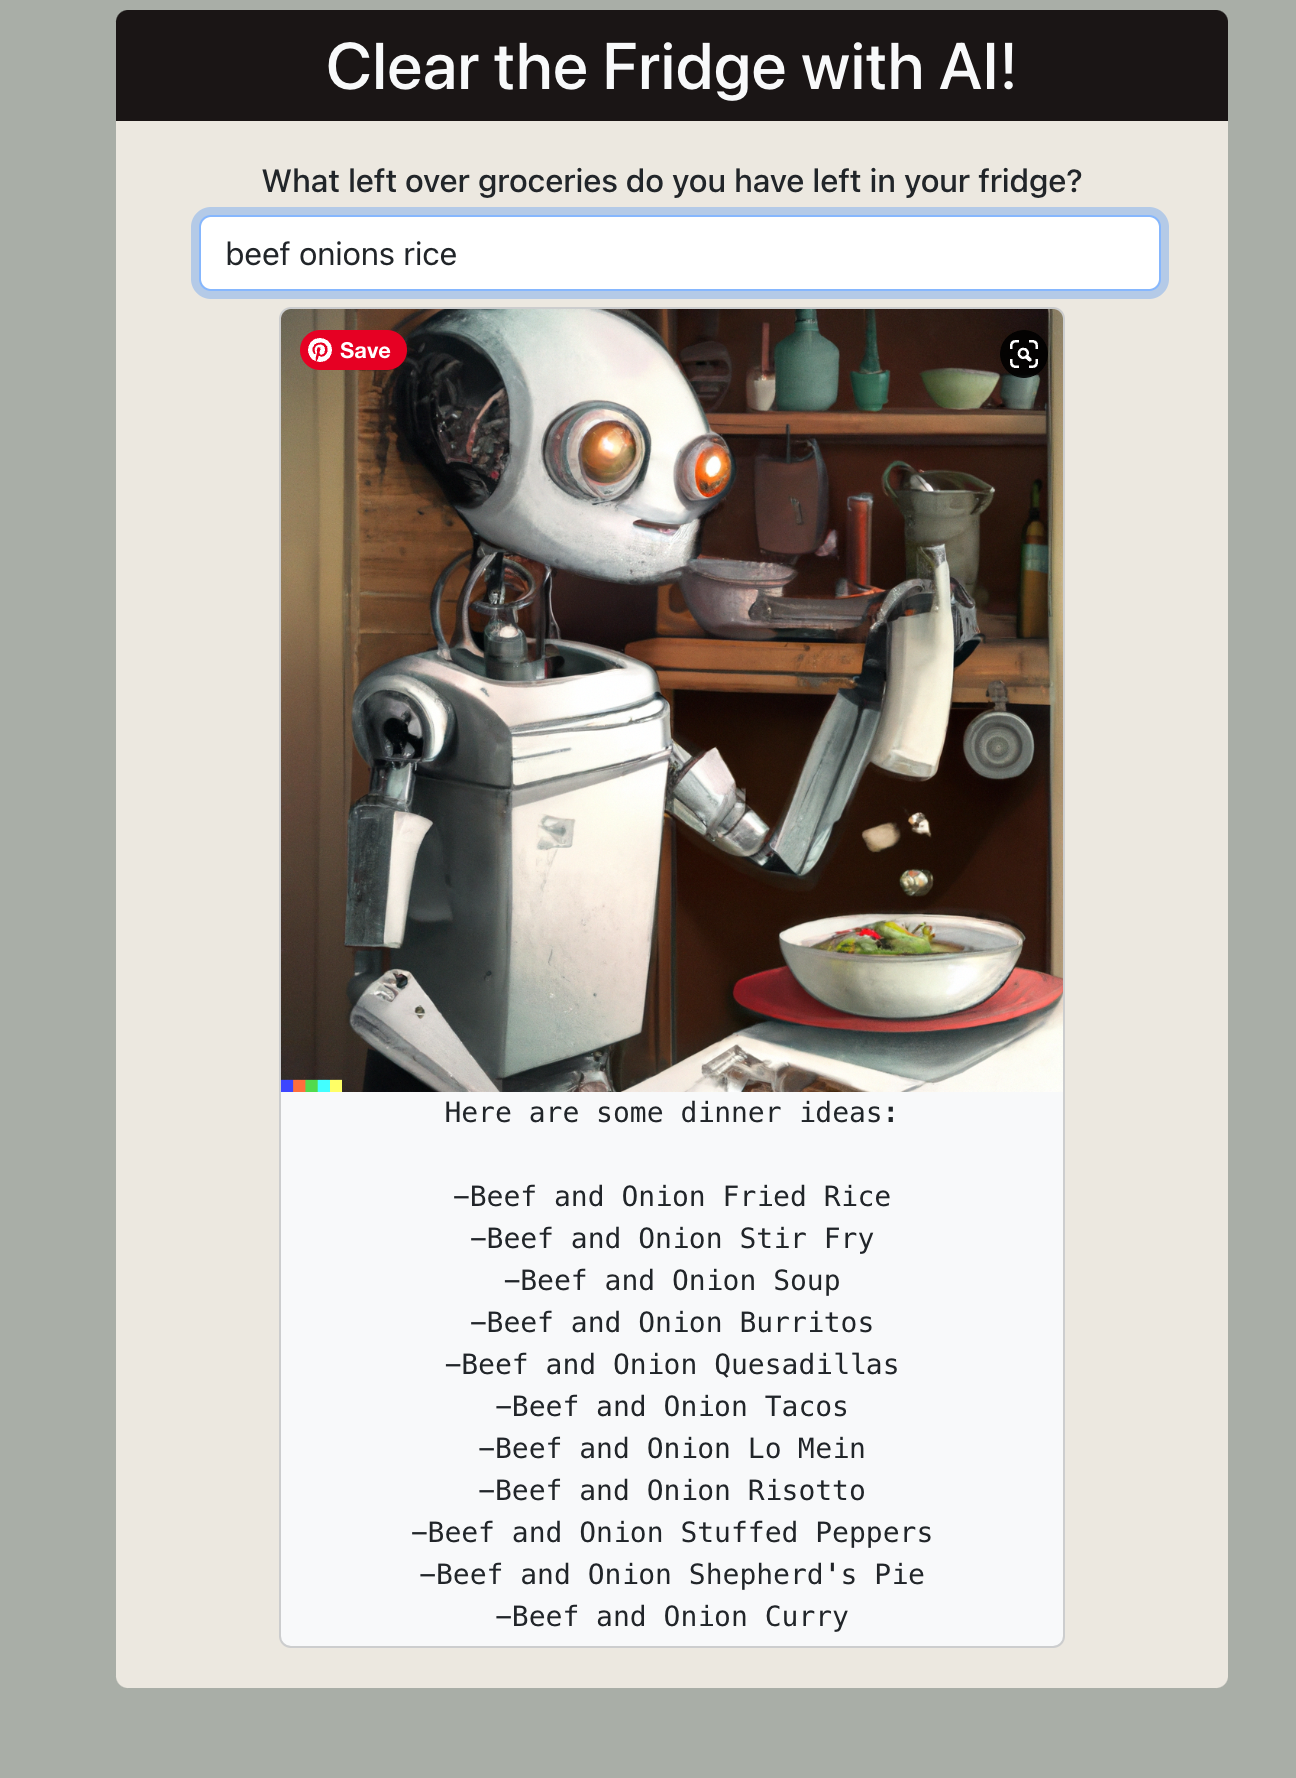 Clear the Fridge with AI!
What left over groceries do you have left in your fridge?
beef onions rice
Save
Here are some dinner ideas:
-Beef and Onion Fried Rice
-Beef and Onion Stir Fry
-Beef and Onion Soup
-Beef and Onion Burritos
-Beef and Onion Quesadillas
-Beef and Onion Tacos
-Beef and Onion Lo Mein
-Beef and Onion Risotto
-Beef and Onion Stuffed Peppers
-Beef and Onion Shepherd's Pie
-Beef and Onion Curry